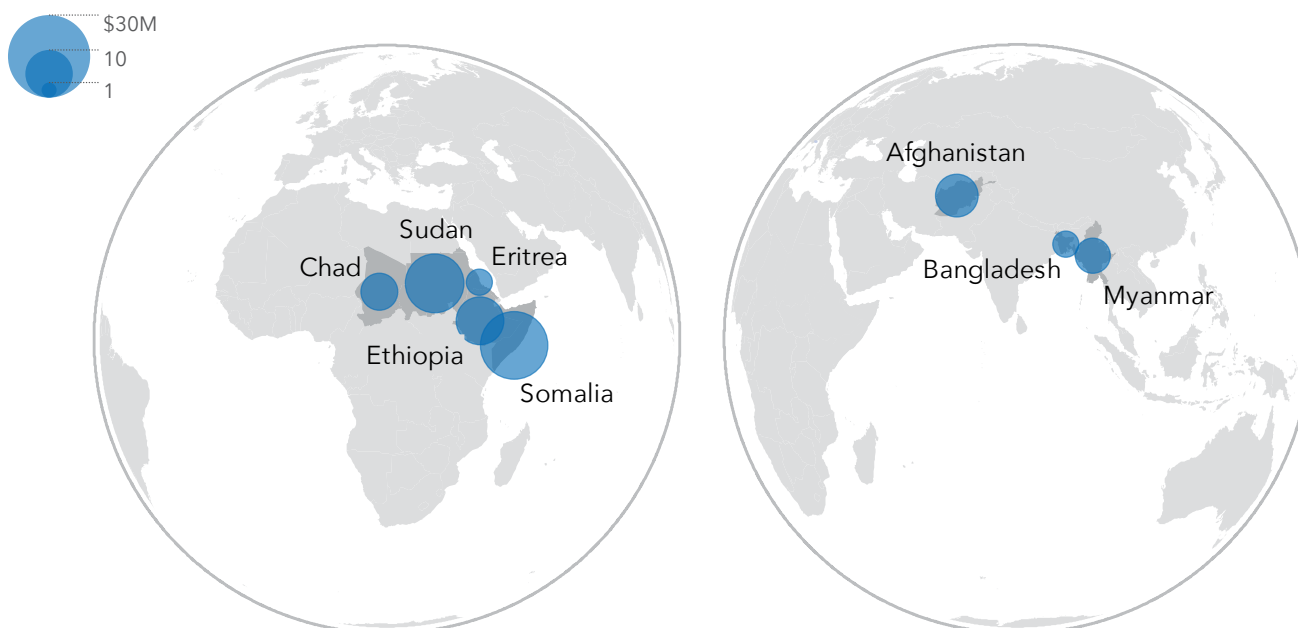 $30M
10
1
Afghanistan
Sudan
Eritrea
Chad
Bangladesh
Myanmar
Ethiopia
Somalia